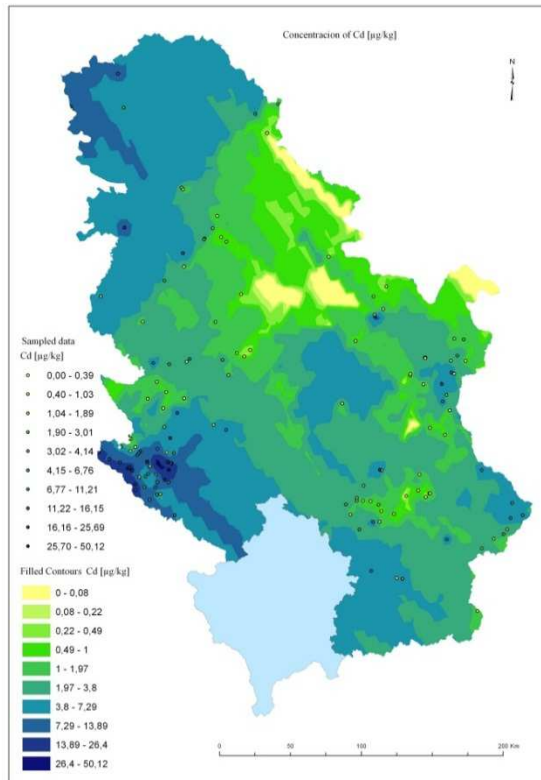 Concentracion of Cd [µg/kg]
N
Sampled data
Cd [µg/kg]
0,00 - 0,39
0,40 - 1,03
1,04 - 1,89
1,90 - 3,01
3,02 - 4,14
4,15 - 6,76
6,77 - 11,21
11,22 - 16,15
16,16 - 25,69
25,70 - 50,12
Filled Contours Cd [µg/kg]
0 - 0,08
0,08 - 0,22
0,22 - 0,49
0,49 - 1
1 - 1,97
1,97 - 3,8
3,8 - 7,29
7,29 - 13,89
13,89 - 26,4
26,4 - 50,12
0 50 100 200 Km